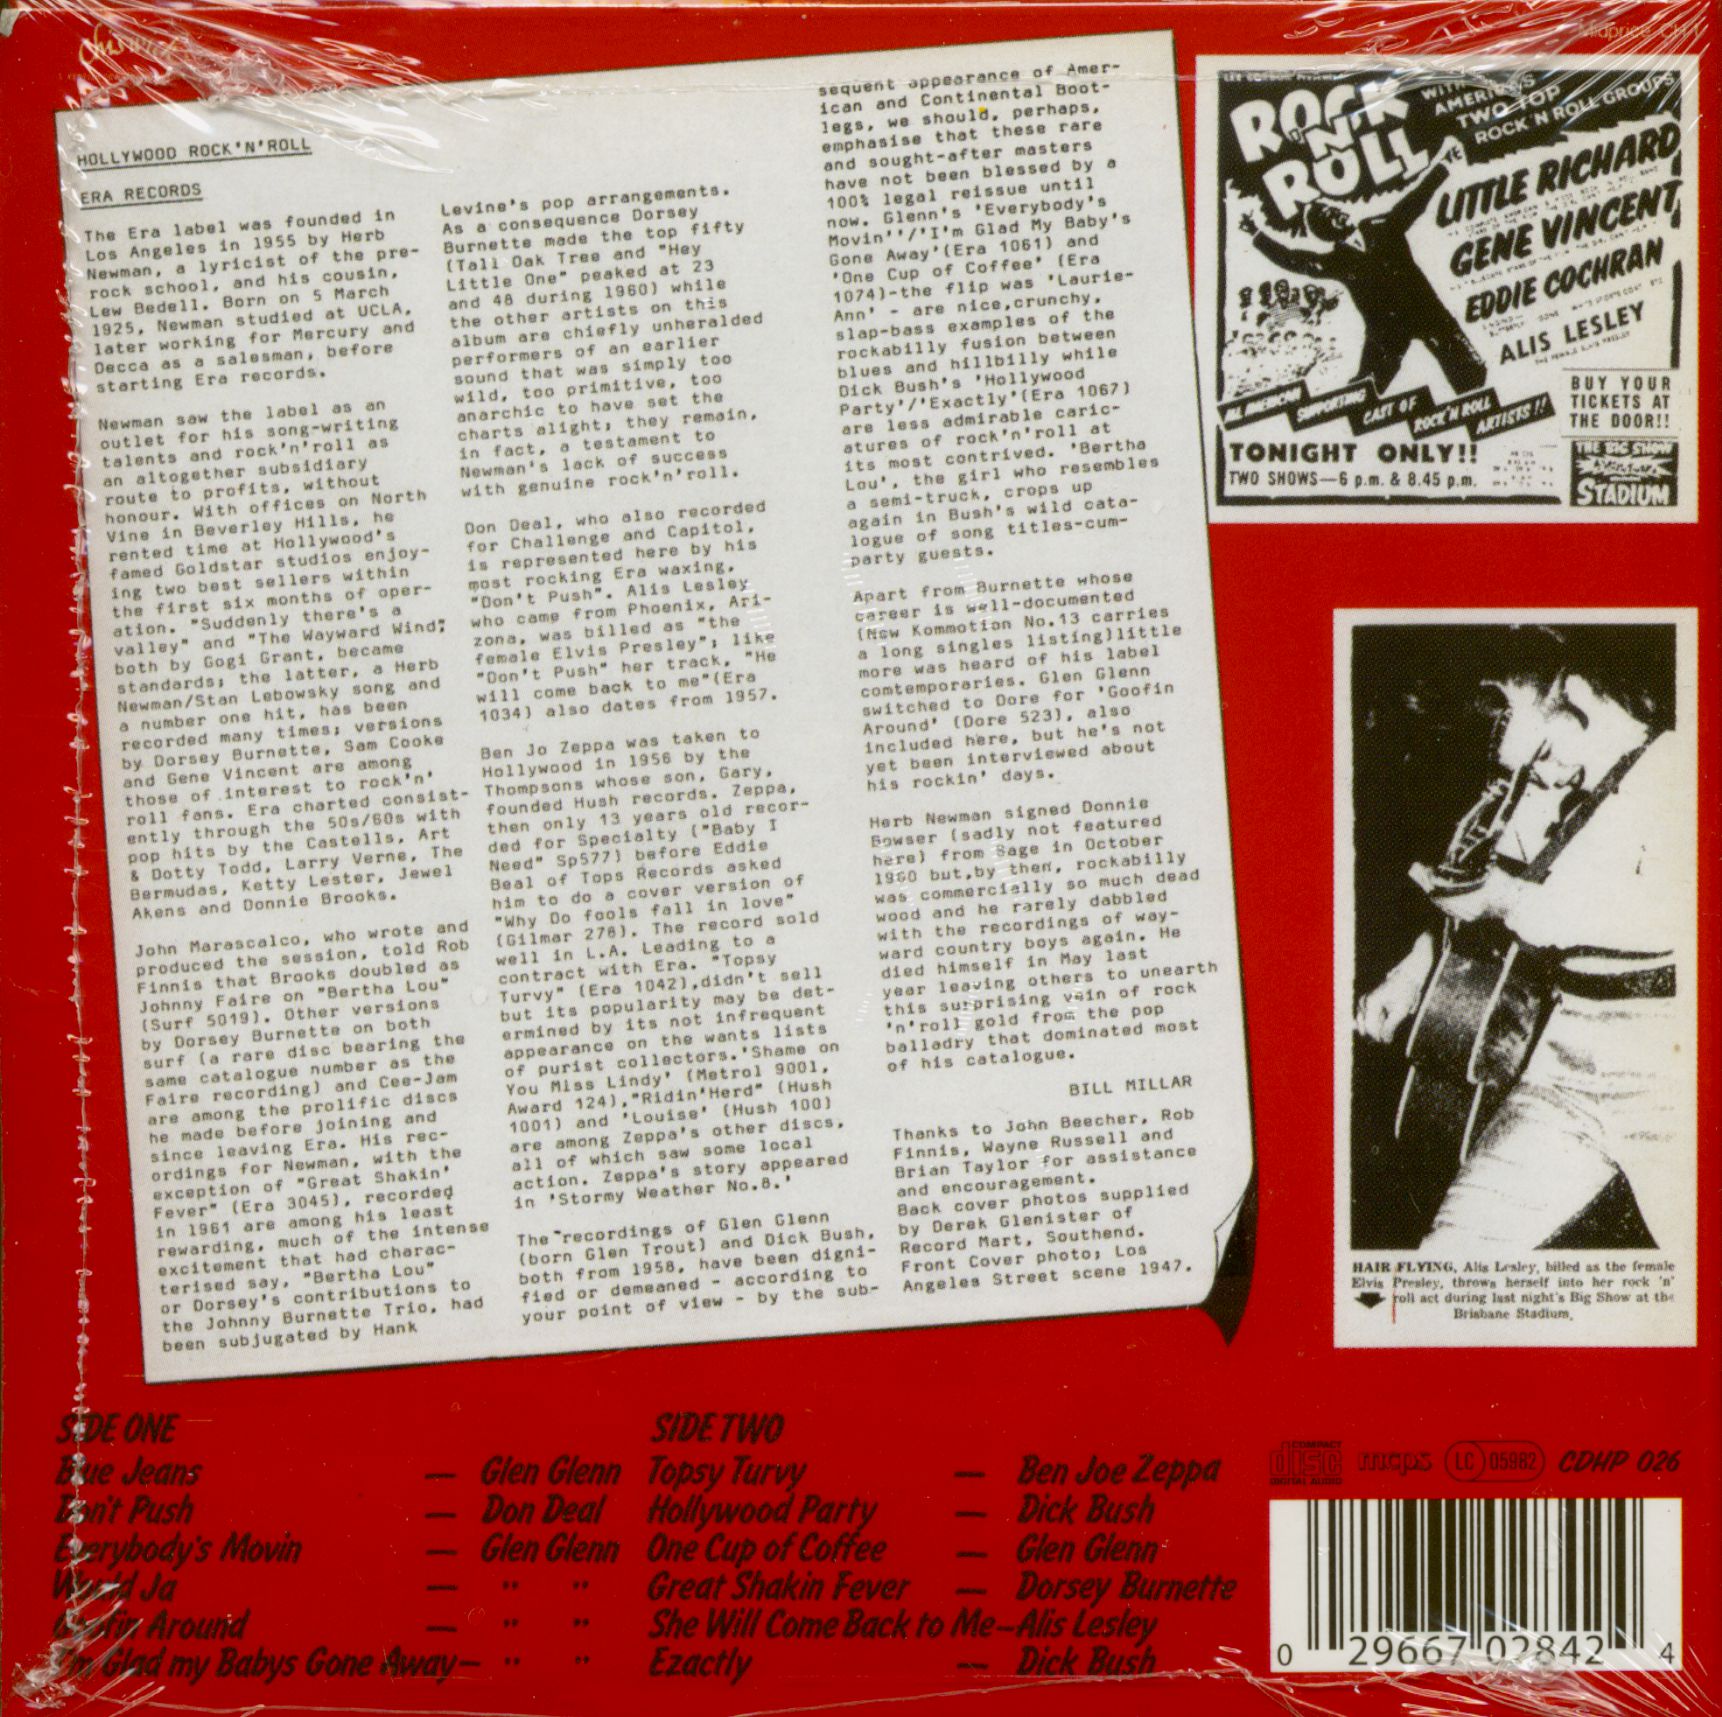 HOLLYWOOD ROCK'N'ROLL
ERA RECORDS
The Era label was founded in
Los Angeles in 1955 by Herb
Newman, a lyricist of the pre-
rock school, and his cousin,
Lew Bedell. Born on 5 March
1925, Newman studied at UCLA,
later working for Mercury and
Decca as a salesman, before
starting Era records.
Newman saw the label as an
outlet for his song-writing
talents and rock'n'roll as
an altogether subsidiary
route to profits, without
honour. With offices on North
Vine in Beverley Hills, he
rented time at Hollywood's
famed Goldstar studios enjoy-
ing two best sellers within
the first six months of oper-
ation. "Suddenly there's a
valley" and "The Wayward Wind";
both by Gogi Grant, became
standards; the latter, a Herb
Newman/Stan Lebowsky song and
a number one hit, has been
recorded many times; versions
by Dorsey Burnette, Sam Cooke
and Gene Vincent are among
those of interest to rock'n'
roll fans. Era charted consist-
ently through the 50s/60s with
pop hits by the Castells, Art
& Dotty Todd, Larry Verne, The
Bermudas, Ketty Lester, Jewel
Akens and Donnie Brooks.
John Marascalco, who wrote and
produced the session, told Rob
Finnis that Brooks doubled as
Johnny Faire on "Bertha Lou"
(Surf 5019). Other versions
by Dorsey Burnette on both
surf (a rare disc bearing the
same catalogue number as the
Faire recording) and Cee-Jam
are among the prolific discs
he made before joining and
since leaving Era. His rec-
ordings for Newman, with the
exception of "Great Shakin'
Fever" (Era 3045), recorded
in 1961 are among his least
rewarding, much of the intense
excitement that had charac-
terised say, "Bertha Lou"
or Dorsey's contributions to
the Johnny Burnette Trio, had
been subjugated by Hank
Levine's pop arrangements.
As a consequence Dorsey
Burnette made the top fifty
(Tall Oak Tree and "Hey
Little One" peaked at 23
and 48 during 1960) while
the other artists on this
album are chiefly unheralded
performers of an earlier
sound that was simply too
wild, too primitive, too
anarchic to have set the
charts alight; they remain,
in fact, a testament to
Newman's lack of success
with genuine rock'n'roll.
Don Deal, who also recorded
for Challenge and Capitol,
is represented here by his
most rocking Era waxing,
"Don't Push". Alis Lesley
who came from Phoenix, Ari-
zona, was billed as "the
female Elvis Presley"; like
"Don't Push" her track, "He
will come back to me"(Era
1034) also dates from 1957.
Ben Jo Zeppa was taken to
Hollywood in 1956 by the
Thompsons whose son, Gary,
founded Hush records. Zeppa,
then only 13 years old recor-
ded for Specialty ("Baby I
Need" Sp577) before Eddie
Beal of Tops Records asked
him to do a cover version of
"Why Do fools fall in love"
(Gilmar 278). The record sold
well in L.A. Leading to a
contract with Era. "Topsy
Turvy" (Era 1042),didn't sell
but its popularity may be det-
ermined by its not infrequent
appearance on the wants lists
of purist collectors.'Shame on
You Miss Lindy' (Metrol 9001,
Award 124),"Ridin'Herd" (Hush
1001) and 'Louise' (Hush 100)
are among Zeppa's other discs,
all of which saw some local
action. Zeppa's story appeared
in 'Stormy Weather No.8.'
The recordings of Glen Glenn
(born Glen Trout) and Dick Bush,
both from 1958, have been digni-
fied or demeaned - according to
your point of view - by the sub-
sequent appearance of Amer-
ican and Continental Boot-
legs, we should, perhaps,
emphasise that these rare
and sought-after masters
have not been blessed by a
100% legal reissue until
now. Glenn's 'Everybody's
Movin''/'I'm Glad My Baby's
Gone Away'(Era 1061) and
'One Cup of Coffee' (Era
1074)-the flip was 'Laurie-
Ann' - are nice,crunchy,
slap-bass examples of the
rockabilly fusion between
blues and hillbilly while
Dick Bush's 'Hollywood
Party'/'Exactly'(Era 1067)
are less admirable caric-
atures of rock'n'roll at
its most contrived. 'Bertha
Lou', the girl who resembles
a semi-truck, crops up
again in Bush's wild cata-
logue of song titles-cum-
party guests.
Apart from Burnette whose
career is well-documented
(New Kommotion No.13 carries
a long singles listing)little
more was heard of his label
comtemporaries. Glen Glenn
switched to Dore for 'Goofin
Around' (Dore 523), also
included here, but he's not
yet been interviewed about
his rockin' days.
Herb Newman signed Donnie
Bowser (sadly not featured
here) from Sage in October
1960 but,by then, rockabilly
was commercially so much dead
wood and he rarely dabbled
with the recordings of way-
ward country boys again. He
died himself in May last
year leaving others to unearth
this surprising vein of rock
'n'roll gold from the pop
balladry that dominated most
of his catalogue.
BILL MILLAR
Thanks to John Beecher, Rob
Finnis, Wayne Russell and
Brian Taylor for assistance
and encouragement.
Back cover photos supplied
by Derek Glenister of
Record Mart, Southend.
Front Cover photo; Los
Angeles Street scene 1947.
Midprice
ROCK
'N'
ROLL
WITH
AMERICA'S
TWO TOP
ROCK 'N ROLL GROUPS
LITTLE RICHARD
GENE VINCENT
EDDIE COCHRAN
ALIS LESLEY
THE FEMALE ELVIS PRESLEY
ALL AMERICAN
SUPPORTING
CAST OF
ROCK'N ROLL
ARTISTS!!
TONIGHT ONLY!!
TWO SHOWS—6 p.m. & 8.45 p.m.
BUY YOUR
TICKETS AT
THE DOOR!!
THE BIG SHOW
STADIUM
HAIR FLYING, Alis Lesley, billed as the female
Elvis Presley, throws herself into her rock 'n'
roll act during last night's Big Show at the
Brisbane Stadium.
SIDE ONE
Blue Jeans — Glen Glenn
Don't Push — Don Deal
Everybody's Movin — Glen Glenn
Would Ja — " "
Goofin Around — " "
I'm Glad my Babys Gone Away — " "
SIDE TWO
Topsy Turvy — Ben Joe Zeppa
Hollywood Party — Dick Bush
One Cup of Coffee — Glen Glenn
Great Shakin Fever — Dorsey Burnette
She Will Come Back to Me — Alis Lesley
Ezactly — Dick Bush
COMPACT
disc
DIGITAL AUDIO
mcps
LC 05982
CDHP 026
0 29667 02842 4